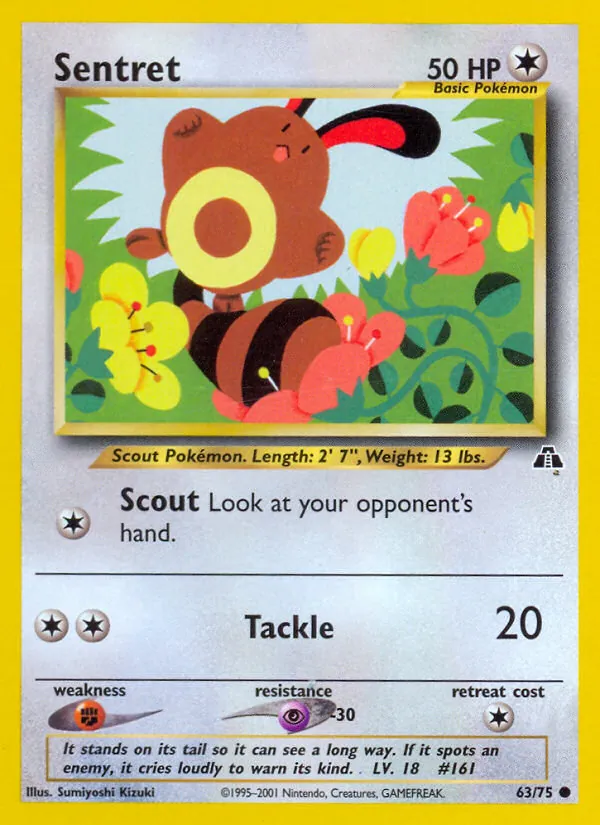 Sentret 50 HP
Basic Pokémon
Scout Pokémon. Length: 2' 7", Weight: 13 lbs.
Scout Look at your opponent's
hand.
Tackle 20
weakness resistance retreat cost
-30
It stands on its tail so it can see a long way. If it spots an
enemy, it cries loudly to warn its kind. LV. 18 #161
Illus. Sumiyoshi Kizuki ©1995-2001 Nintendo, Creatures, GAMEFREAK. 63/75